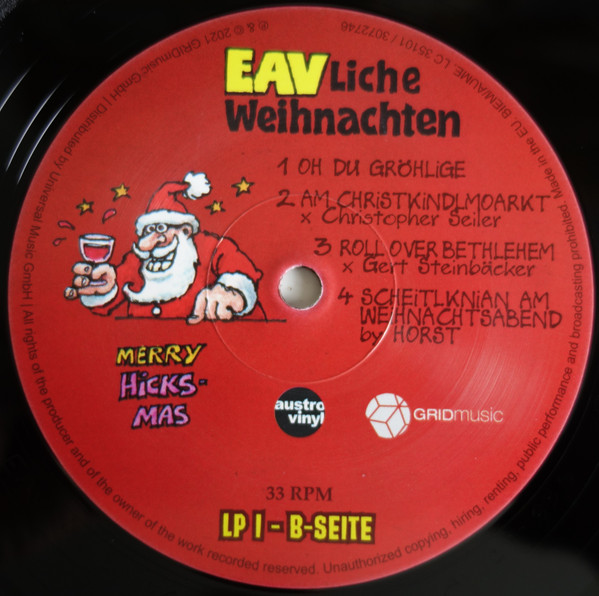 EAVLiche
Weihnachten
1 OH DU GRÖHLIGE
2 AM CHRISTKINDLMOARKT
x Christopher Seiler
3 ROLL OVER BETHLEHEM
x Gert Steinbäcker
4 SCHEITLKNIAN AM
WEIHNACHTSABEND
by HORST
MERRY
HICKS-
MAS
austro
vinyl
GRIDmusic
33 RPM
LP I - B-SEITE
℗ & © 2021 GRIDmusic GmbH | Distributed by Universal Music GmbH | All rights of the producer and of the owner of the work recorded reserved. Unauthorized copying, hiring, renting, public performance and broadcasting prohibited. Made in the EU. BIEM/AUME. LC 35101 / 3072746